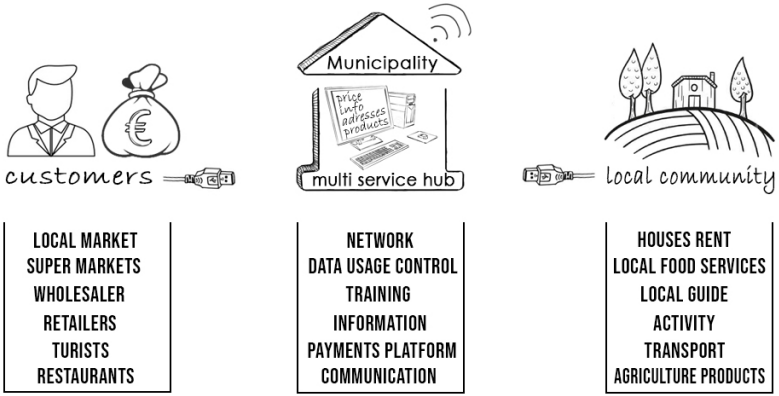 Municipality
price
info
adresses
products
€
customers
multi service hub
local community
LOCAL MARKET
SUPER MARKETS
WHOLESALER
RETAILERS
TURISTS
RESTAURANTS
NETWORK
DATA USAGE CONTROL
TRAINING
INFORMATION
PAYMENTS PLATFORM
COMMUNICATION
HOUSES RENT
LOCAL FOOD SERVICES
LOCAL GUIDE
ACTIVITY
TRANSPORT
AGRICULTURE PRODUCTS